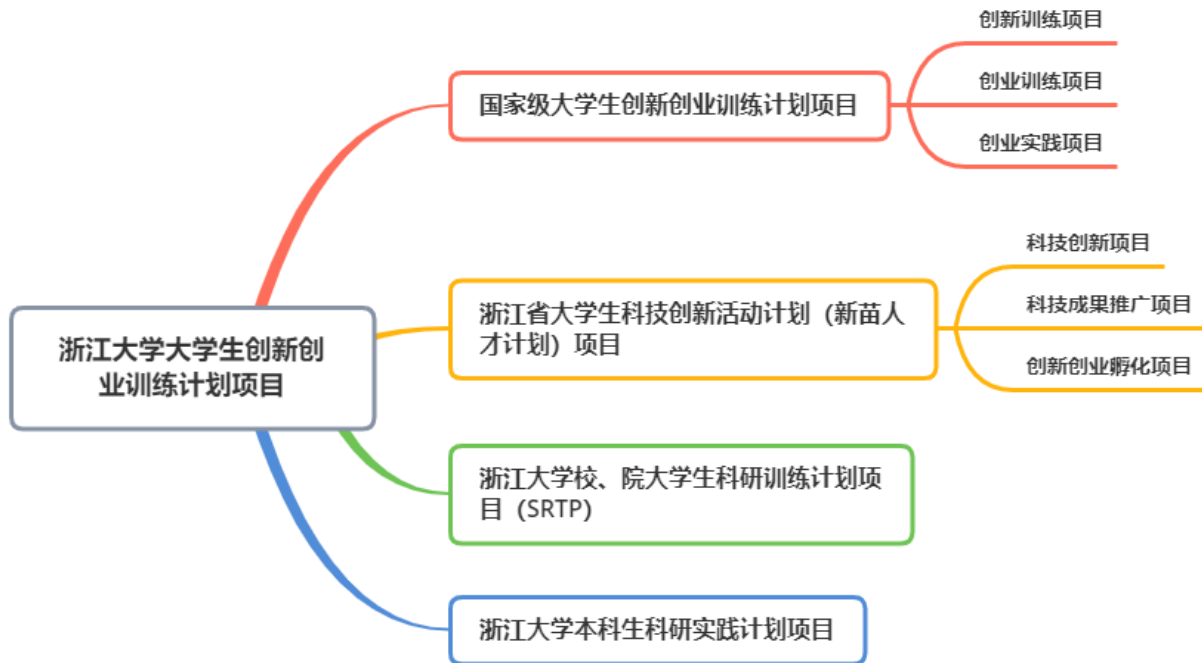 浙江大学大学生创新创
业训练计划项目
国家级大学生创新创业训练计划项目
创新训练项目
创业训练项目
创业实践项目
浙江省大学生科技创新活动计划（新苗人
才计划）项目
科技创新项目
科技成果推广项目
创新创业孵化项目
浙江大学校、院大学生科研训练计划项
目（SRTP）
浙江大学本科生科研实践计划项目